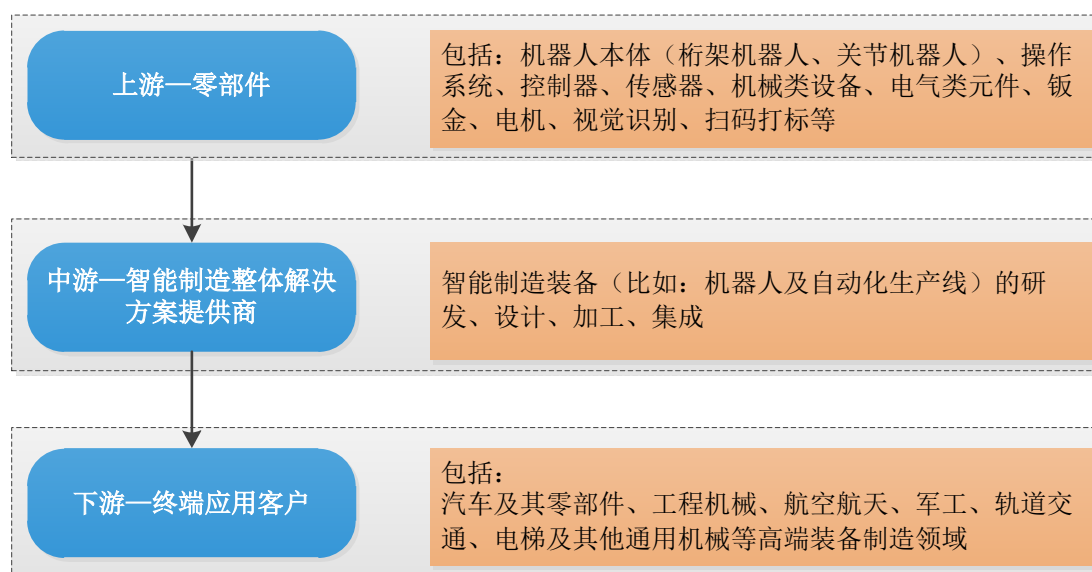 上游—零部件
包括：机器人本体（桁架机器人、关节机器人）、操作
系统、控制器、传感器、机械类设备、电气类元件、钣
金、电机、视觉识别、扫码打标等
中游—智能制造整体解决
方案提供商
智能制造装备（比如：机器人及自动化生产线）的研
发、设计、加工、集成
下游—终端应用客户
包括：
汽车及其零部件、工程机械、航空航天、军工、轨道交
通、电梯及其他通用机械等高端装备制造领域